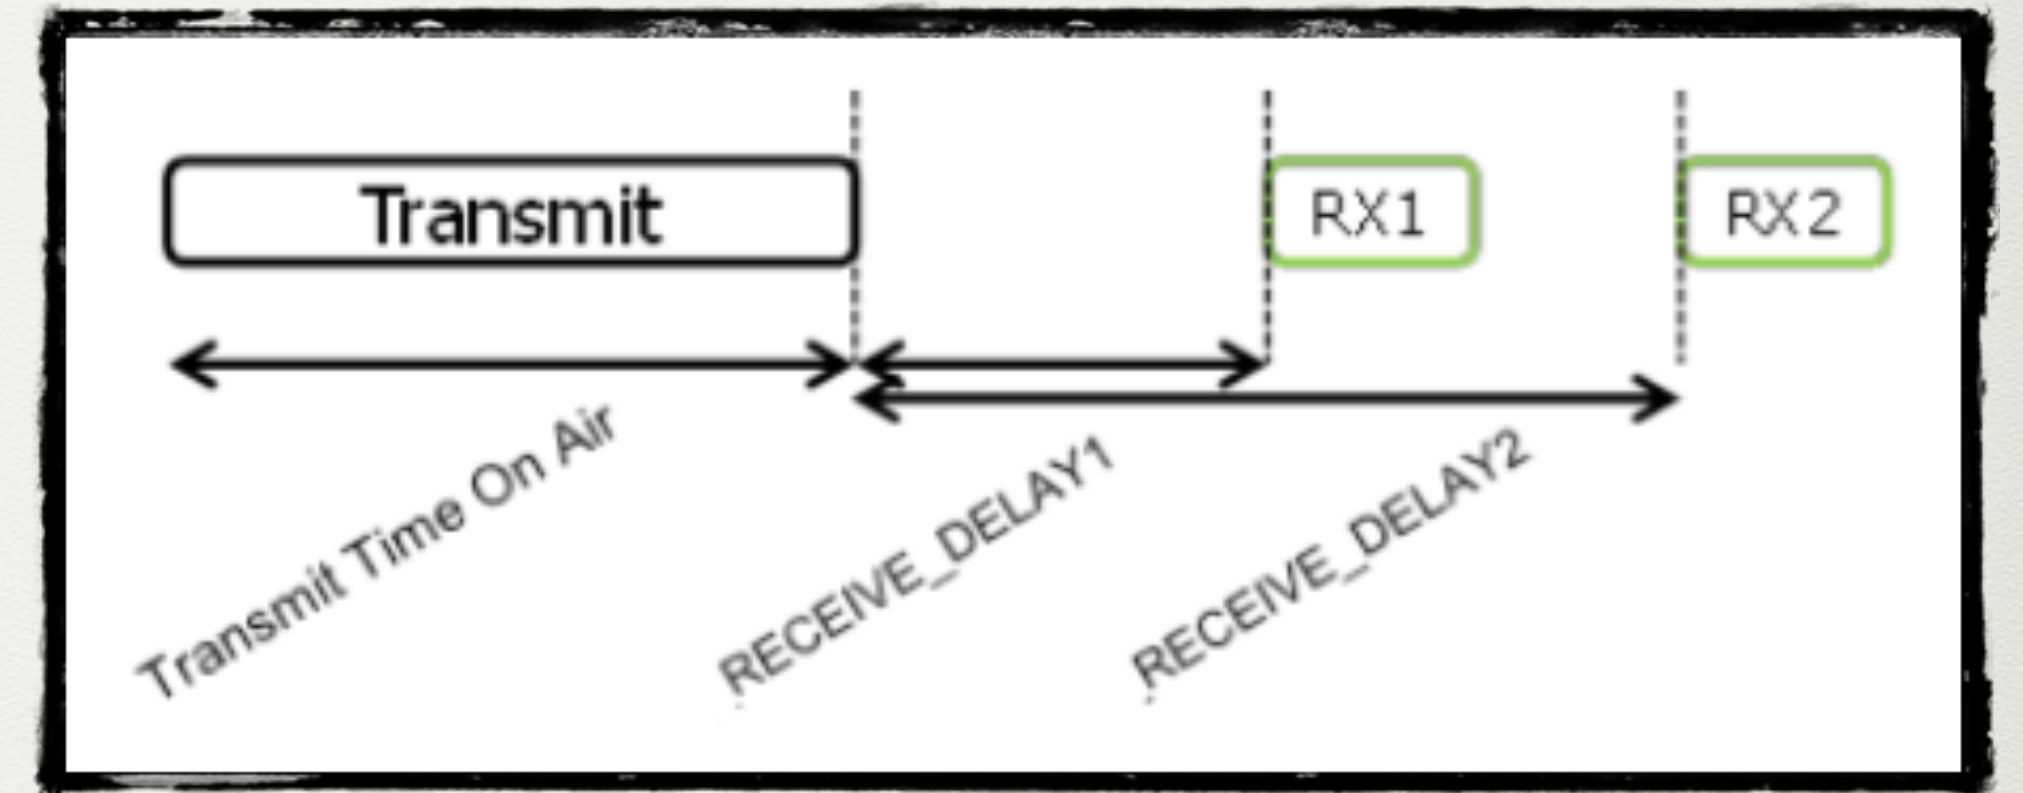 Transmit
RX1
RX2
Transmit Time On Air
RECEIVE_DELAY1
RECEIVE_DELAY2